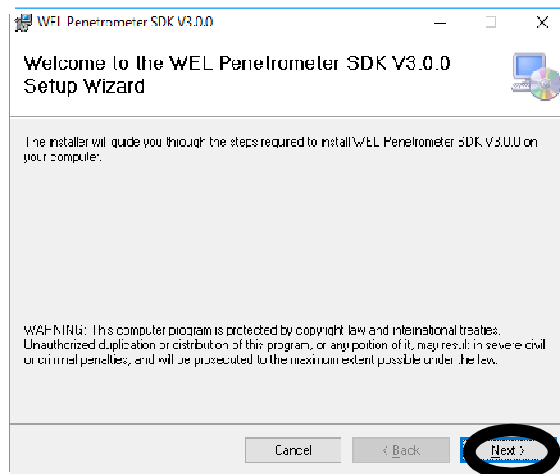 WEL Penetrometer SDK V3.0.0
Welcome to the WEL Penetrometer SDK V3.0.0
Setup Wizard
The installer will guide you through the steps required to install WEL Penetrometer SDK V3.0.0 on
your computer.
WARNING: This computer program is protected by copyright law and international treaties.
Unauthorized duplication or distribution of this program, or any portion of it, may result in severe civil
or criminal penalties, and will be prosecuted to the maximum extent possible under the law.
Cancel < Back Next >